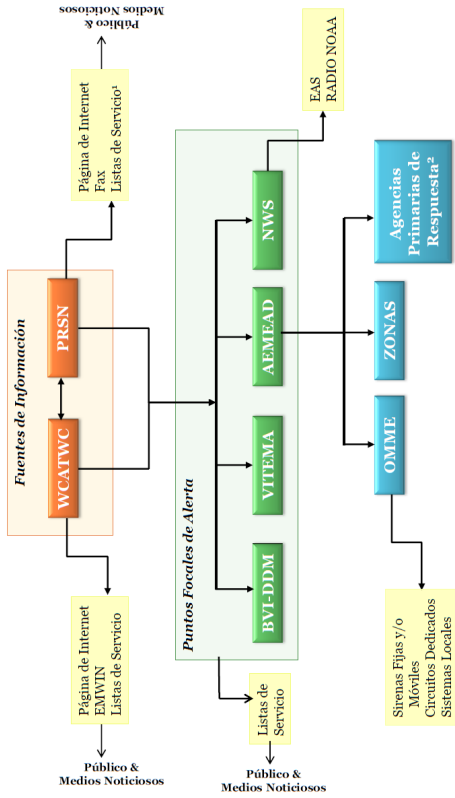 Fuentes de Información
WCATWC
PRSN
Página de Internet
EMWIN
Listas de Servicio
Público &
Medios Noticiosos
Página de Internet
Fax
Listas de Servicio¹
Público &
Medios Noticiosos
Puntos Focales de Alerta
BVI-DDM
VITEMA
AEMEAD
NWS
Listas de
Servicio
Público &
Medios Noticiosos
EAS
RADIO NOAA
OMME
ZONAS
Agencias
Primarias de
Respuesta²
Sirenas Fijas y/o
Móviles
Circuitos Dedicados
Sistemas Locales